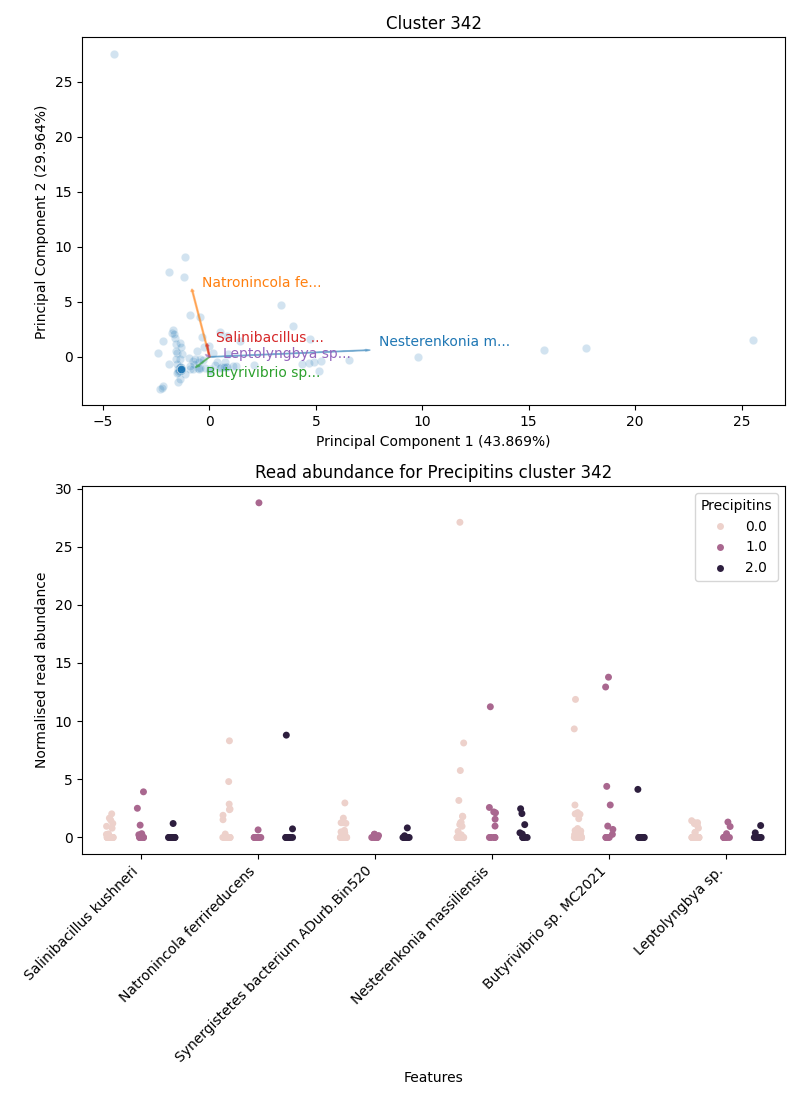 Cluster 342
Principal Component 2 (29.964%)
25
20
15
10
5
0
Natronincola fe...
Salinibacillus ...
Nesterenkonia m...
Leptolyngbya sp...
Butyrivibrio sp...
−5
0
5
10
15
20
25
Principal Component 1 (43.869%)
Read abundance for Precipitins cluster 342
Normalised read abundance
30
25
20
15
10
5
0
Precipitins
0.0
1.0
2.0
Salinibacillus kushneri
Natronincola ferrireducens
Synergistetes bacterium ADurb.Bin520
Nesterenkonia massiliensis
Butyrivibrio sp. MC2021
Leptolyngbya sp.
Features